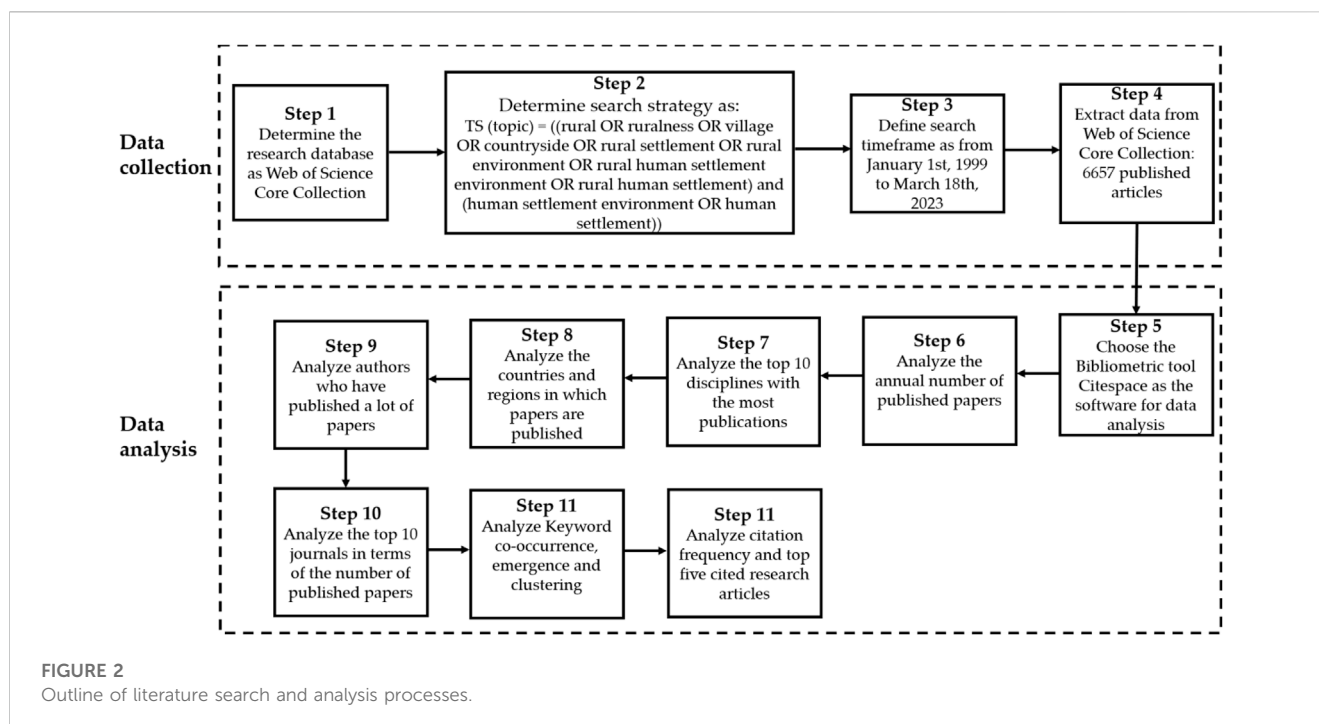 Data
collection
Step 1
Determine the
research database
as Web of Science
Core Collection
Step 2
Determine search strategy as:
TS (topic) = ((rural OR ruralness OR village
OR countryside OR rural settlement OR rural
environment OR rural human settlement
environment OR rural human settlement) and
(human settlement environment OR human
settlement))
Step 3
Define search
timeframe as from
January 1st, 1999
to March 18th,
2023
Step 4
Extract data from
Web of Science
Core Collection:
6657 published
articles
Data
analysis
Step 5
Choose the
Bibliometric tool
Citespace as the
software for data
analysis
Step 6
Analyze the
annual number of
published papers
Step 7
Analyze the top 10
disciplines with
the most
publications
Step 8
Analyze the
countries and
regions in which
papers are
published
Step 9
Analyze authors
who have
published a lot of
papers
Step 10
Analyze the top 10
journals in terms
of the number of
published papers
Step 11
Analyze Keyword
co-occurrence,
emergence and
clustering
Step 11
Analyze citation
frequency and top
five cited research
articles
FIGURE 2
Outline of literature search and analysis processes.